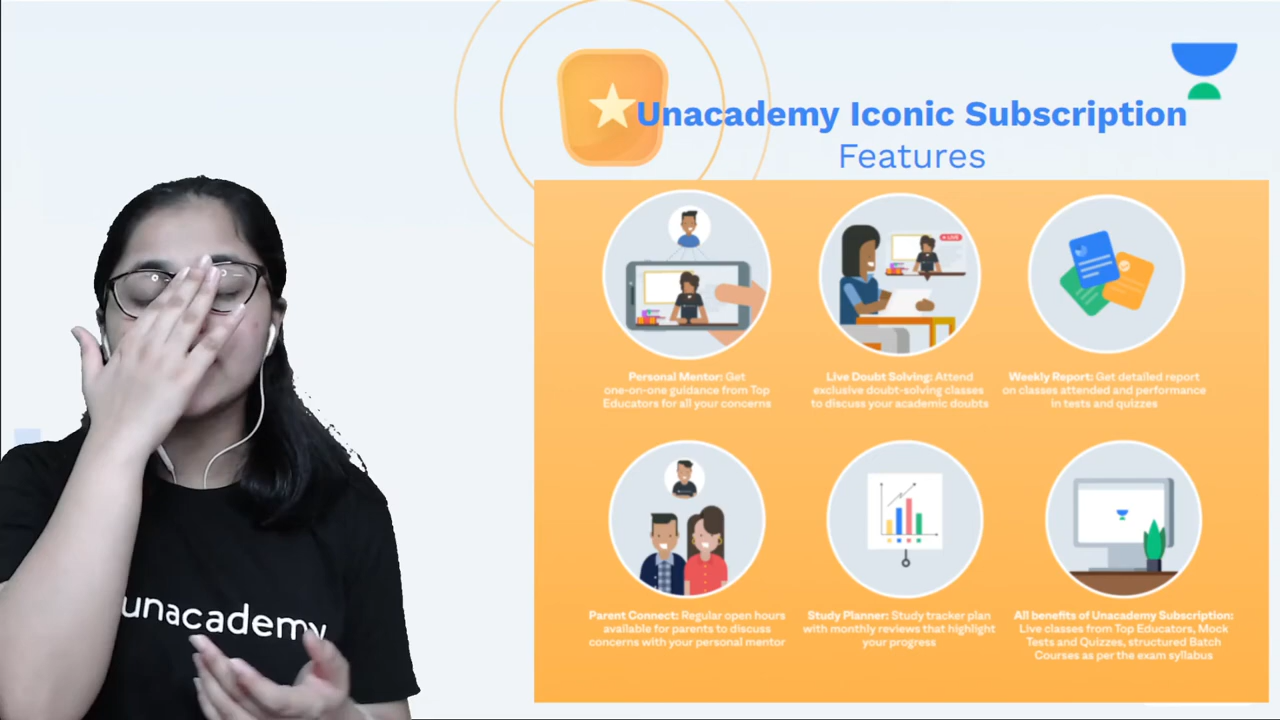 Unacademy Iconic Subscription
Features
LIVE
Personal Mentor: Get
one-on-one guidance from Top
Educators for all your concerns
Live Doubt Solving: Attend
exclusive doubt-solving classes
to discuss your academic doubts
Weekly Report: Get detailed report
on classes attended and performance
in tests and quizzes
Parent Connect: Regular open hours
available for parents to discuss
concerns with your personal mentor
Study Planner: Study tracker plan
with monthly reviews that highlight
your progress
All benefits of Unacademy Subscription:
Live classes from Top Educators, Mock
Tests and Quizzes, structured Batch
Courses as per the exam syllabus
unacademy